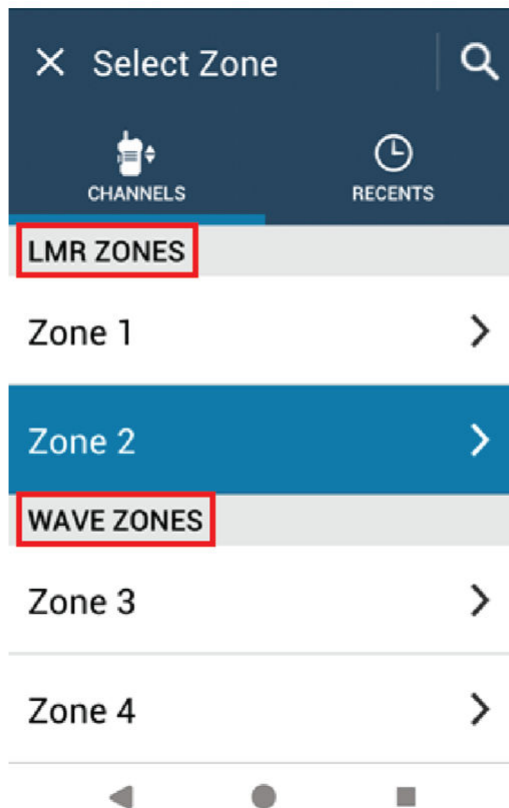 Select Zone
CHANNELS
RECENTS
LMR ZONES
Zone 1
Zone 2
WAVE ZONES
Zone 3
Zone 4